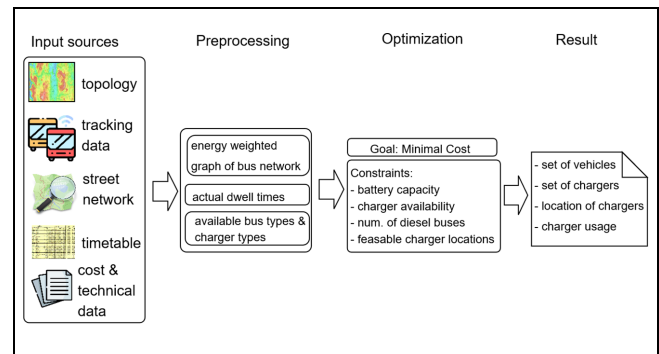 Input sources
topology
tracking
data
street
network
timetable
cost &
technical
data
Preprocessing
energy weighted
graph of bus network
actual dwell times
available bus types &
charger types
Optimization
Goal: Minimal Cost
Constraints:
- battery capacity
- charger availability
- num. of diesel buses
- feasable charger locations
Result
- set of vehicles
- set of chargers
- location of chargers
- charger usage